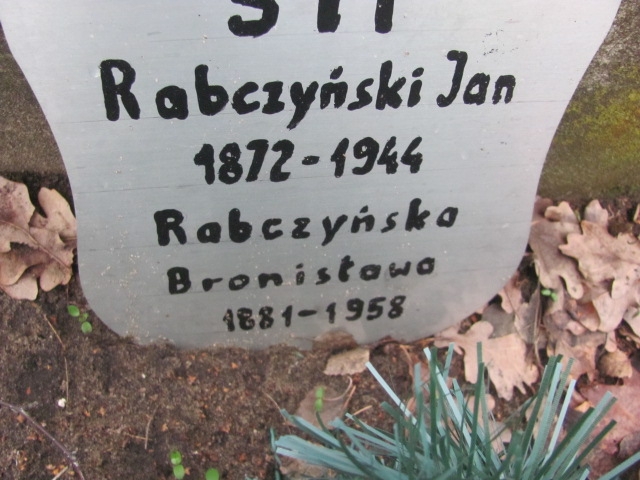 Rabczyński Jan
1872-1944
Rabczyńska
Bronisława
1881-1958